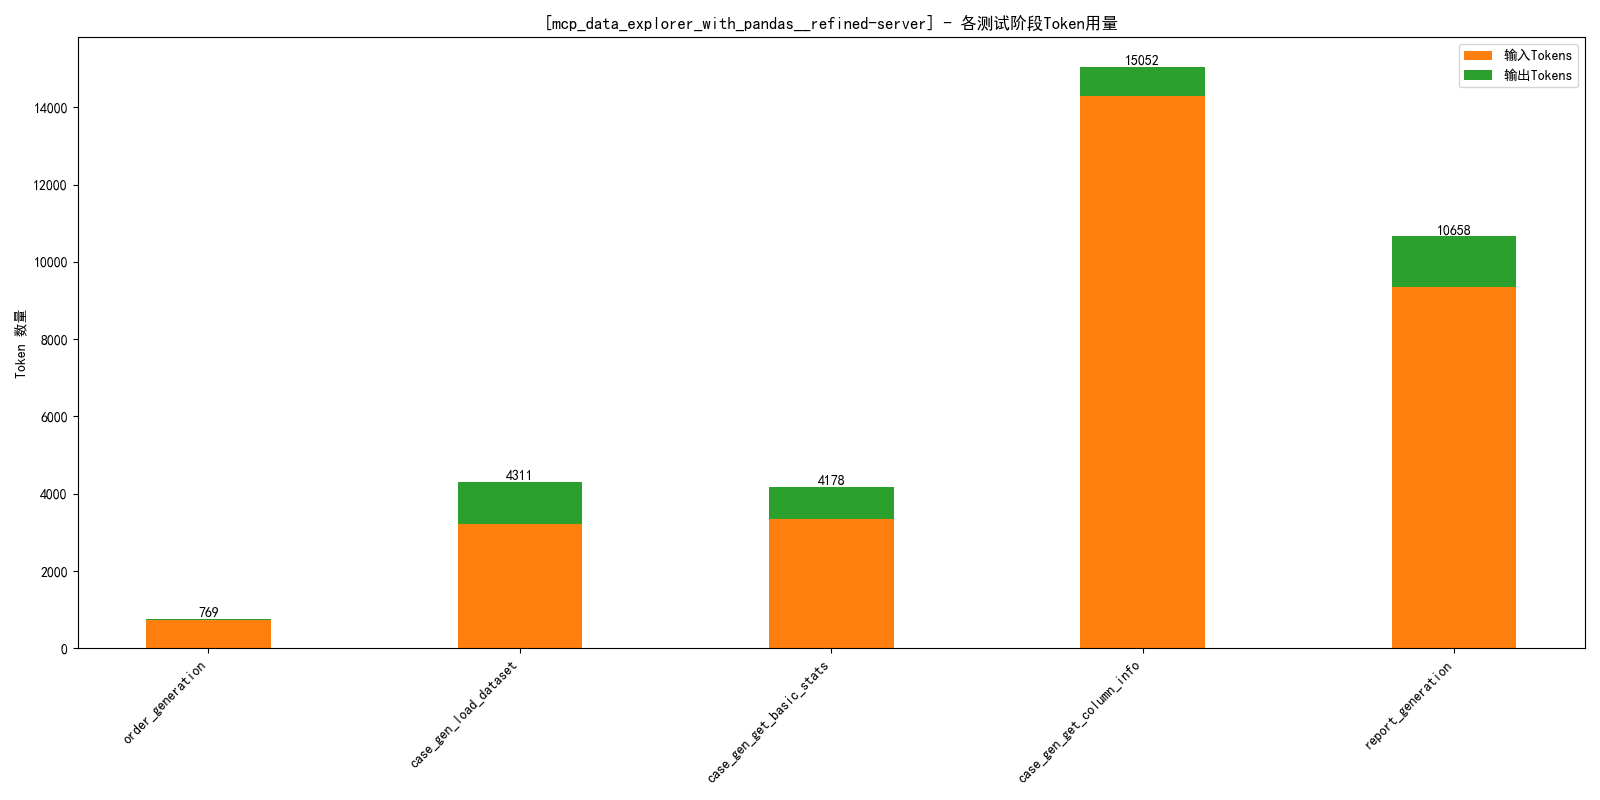 [mcp_data_explorer_with_pandas__refined-server] - 各测试阶段Token用量
输入Tokens
输出Tokens
Token 数量
14000
12000
10000
8000
6000
4000
2000
0
769
4311
4178
15052
10658
order_generation
case_gen_load_dataset
case_gen_get_basic_stats
case_gen_get_column_info
report_generation